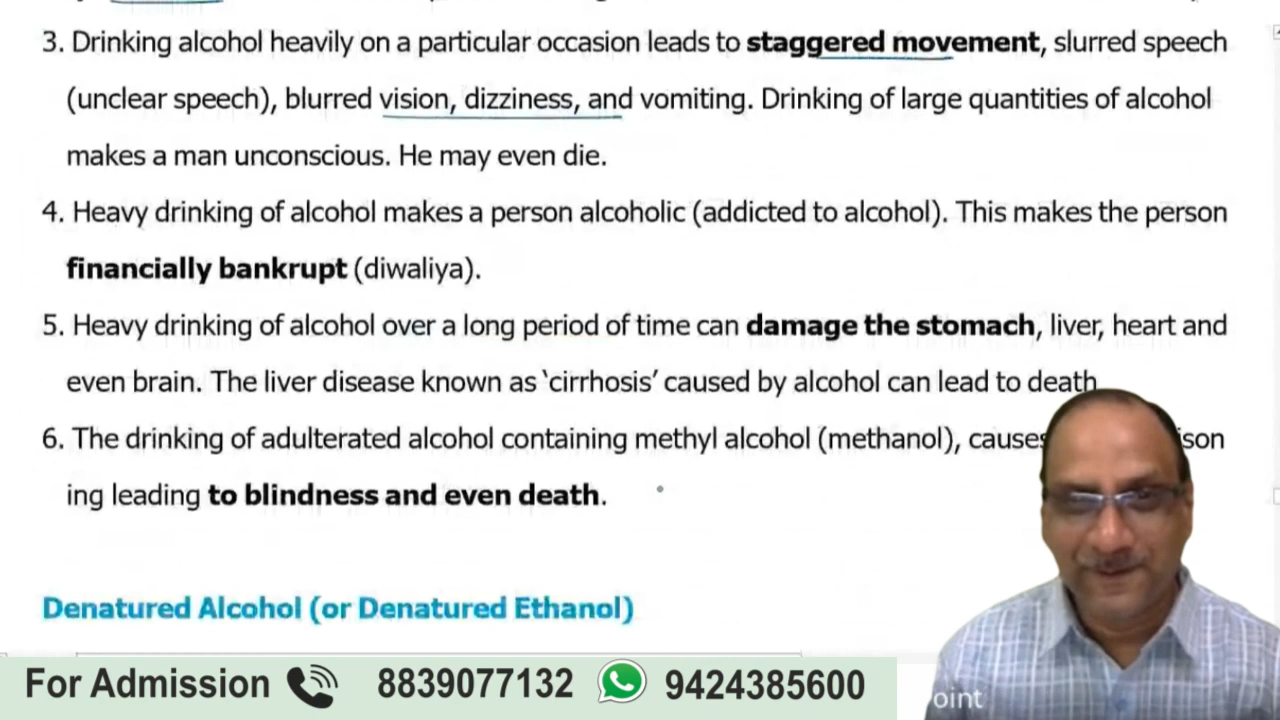 3. Drinking alcohol heavily on a particular occasion leads to staggered movement, slurred speech
(unclear speech), blurred vision, dizziness, and vomiting. Drinking of large quantities of alcohol
makes a man unconscious. He may even die.
4. Heavy drinking of alcohol makes a person alcoholic (addicted to alcohol). This makes the person
financially bankrupt (diwaliya).
5. Heavy drinking of alcohol over a long period of time can damage the stomach, liver, heart and
even brain. The liver disease known as ‘cirrhosis’ caused by alcohol can lead to death
6. The drinking of adulterated alcohol containing methyl alcohol (methanol), causes
ing leading to blindness and even death.
Denatured Alcohol (or Denatured Ethanol)
For Admission 8839077132 9424385600